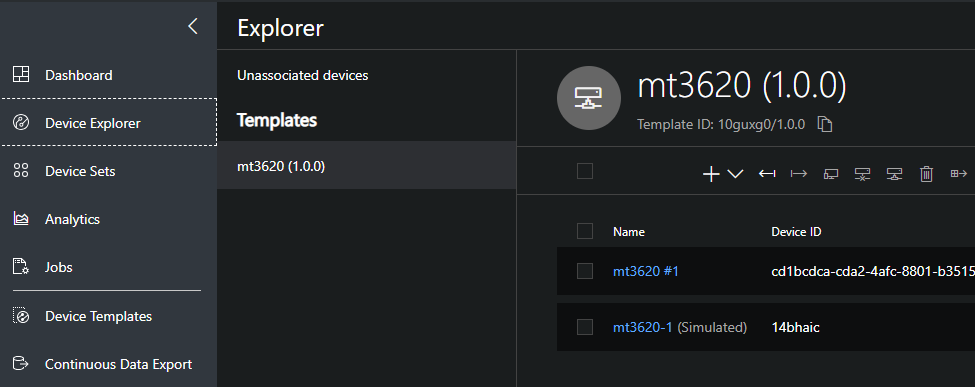 Explorer
Dashboard
Device Explorer
Device Sets
Analytics
Jobs
Device Templates
Continuous Data Export
Unassociated devices
Templates
mt3620 (1.0.0)
mt3620 (1.0.0)
Template ID: 10guxg0/1.0.0
Name Device ID
mt3620 #1 cd1bcdca-cda2-4afc-8801-b3515
mt3620-1 (Simulated) 14bhaic